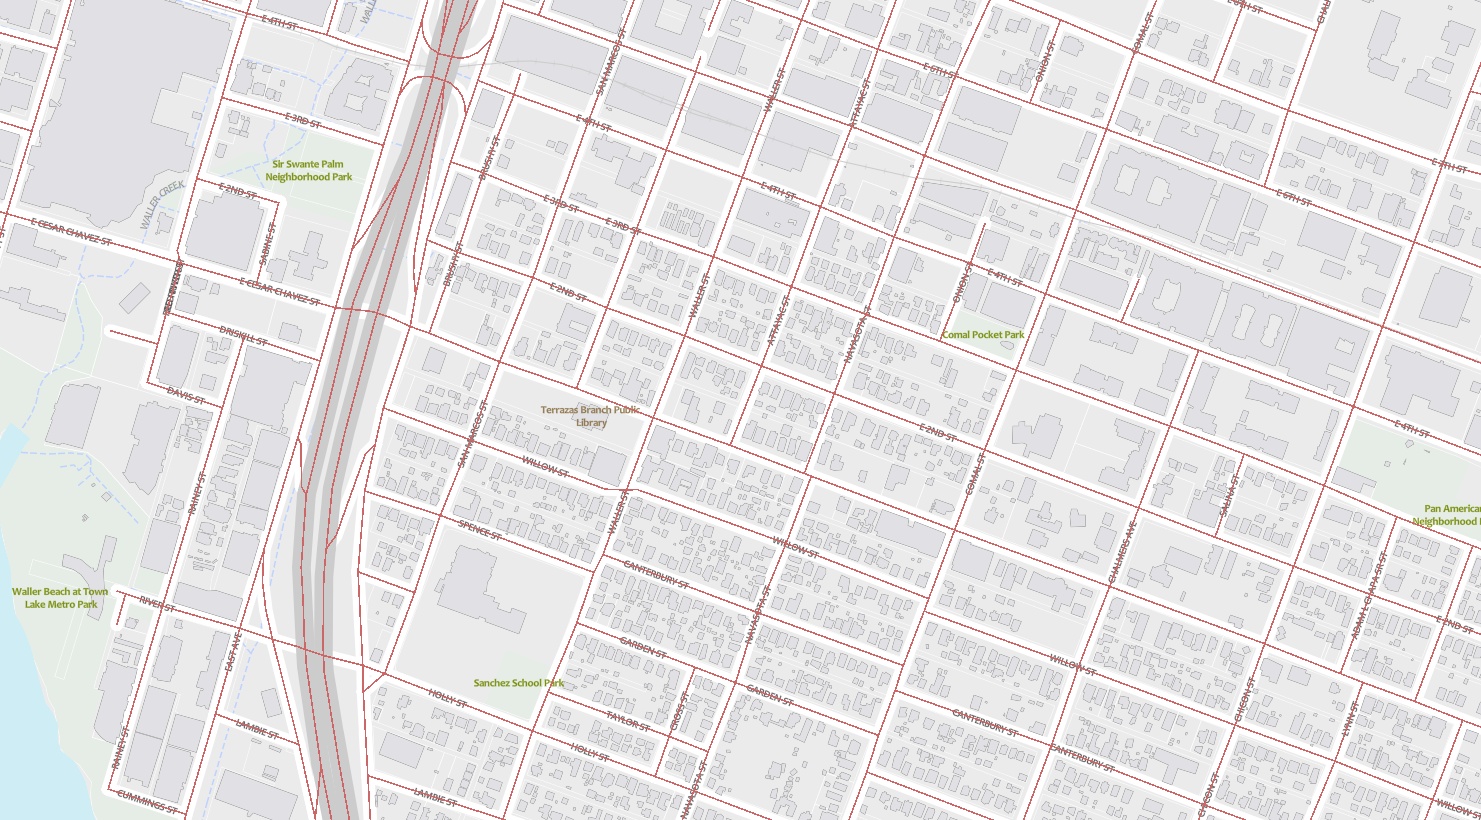 E 4TH ST
E 6TH ST
ONION ST
SAN MARCOS ST
WALLER ST
ATTAYAC ST
E 3RD ST
BRUSHY ST
E 4TH ST
E 7TH ST
Sir Swante Palm
Neighborhood Park
WALLER CREEK
E 2ND ST
E 4TH ST
E 6TH ST
E 3RD ST
E 3RD ST
E CESAR CHAVEZ ST
SABINE ST
BRUSHY ST
E CESAR CHAVEZ ST
E 2ND ST
WALLER ST
ATTAYAC ST
NAVASOTA ST
ONION ST
E 4TH ST
DRISKILL ST
Comal Pocket Park
DAVIS ST
Terrazas Branch Public
Library
SAN MARCOS ST
E 2ND ST
E 4TH ST
WILLOW ST
COMAL ST
RAINEY ST
WALLER ST
SALINA ST
Pan American
Neighborhood
SPENCE ST
WILLOW ST
CHALMERS AVE
Waller Beach at Town
Lake Metro Park
RIVER ST
CANTERBURY ST
NAVASOTA ST
ADAM L CHAPA SR ST
E 2ND ST
EAST AVE
GARDEN ST
WILLOW ST
Sanchez School Park
HOLLY ST
GARDEN ST
CHICON ST
LAMBIE ST
TAYLOR ST
CROSS ST
CANTERBURY ST
LYNN ST
RAINEY ST
HOLLY ST
CANTERBURY ST
CUMMINGS ST
LAMBIE ST
NAVASOTA ST
CHICON ST
WILLOW ST